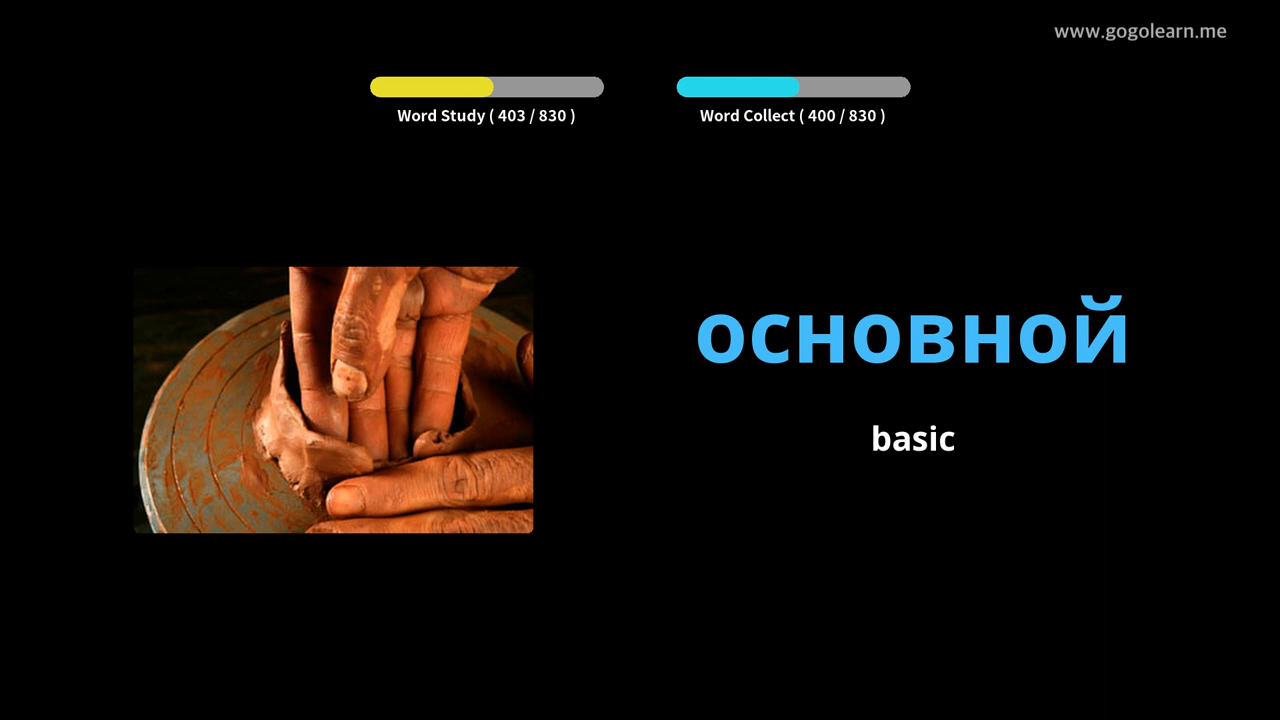 www.gogolearn.me
Word Study ( 403 / 830 )
Word Collect ( 400 / 830 )
основной
basic